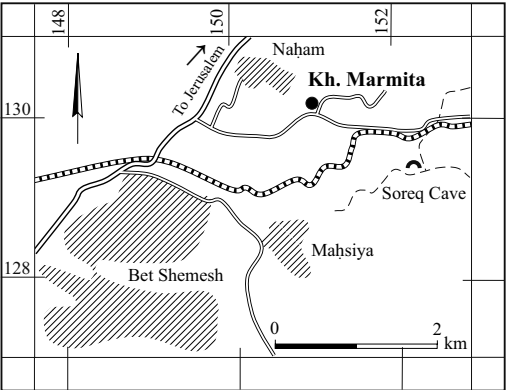 148
150
152
Naḥam
To Jerusalem
Kh. Marmita
130
Soreq Cave
Maḥsiya
128
Bet Shemesh
0
2
km